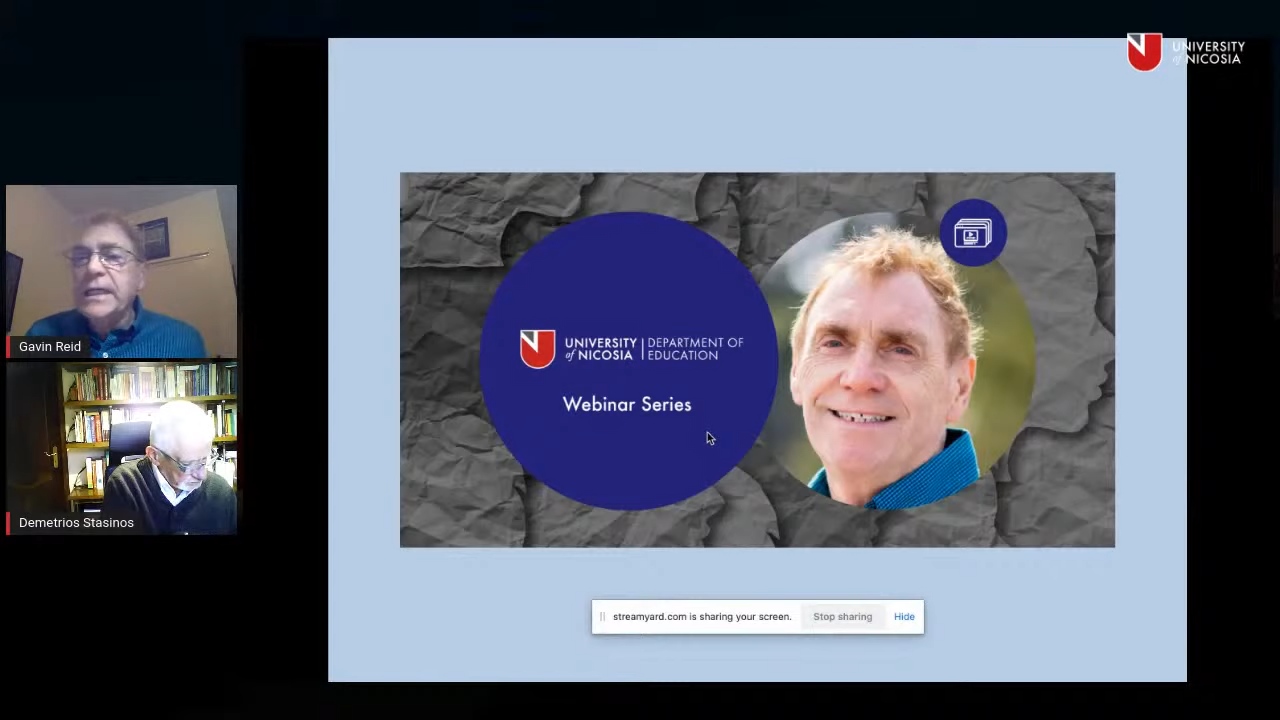 UNIVERSITY
of NICOSIA
Gavin Reid
Demetrios Stasinos
UNIVERSITY
of NICOSIA
DEPARTMENT OF
EDUCATION
Webinar Series
streamyard.com is sharing your screen.
Stop sharing
Hide